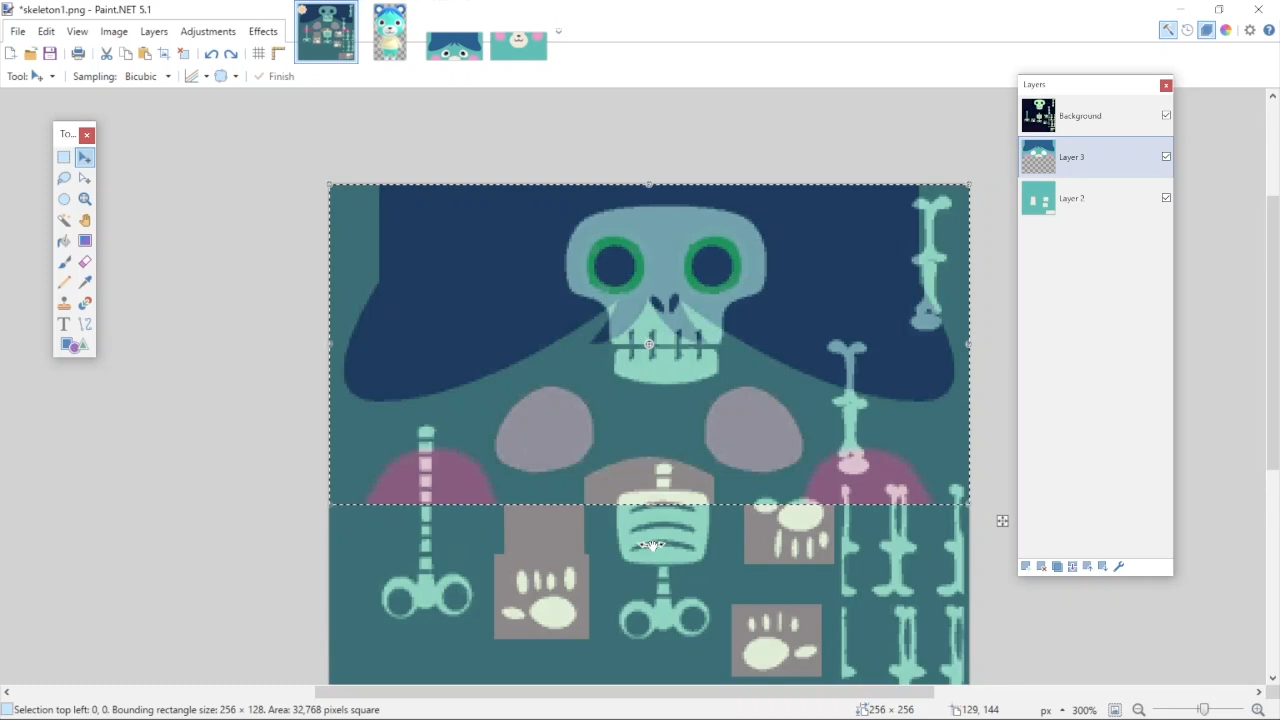 *skeleton1.png - Paint.NET 5.1
File Edit View Image Layers Adjustments Effects
Tool: Sampling: Bicubic Finish
To...
Layers
Background
Layer 3
Layer 2
T
Selection top left: 0, 0. Bounding rectangle size: 256 × 128. Area: 32,768 pixels square 256 × 256 129, 144 px 300%